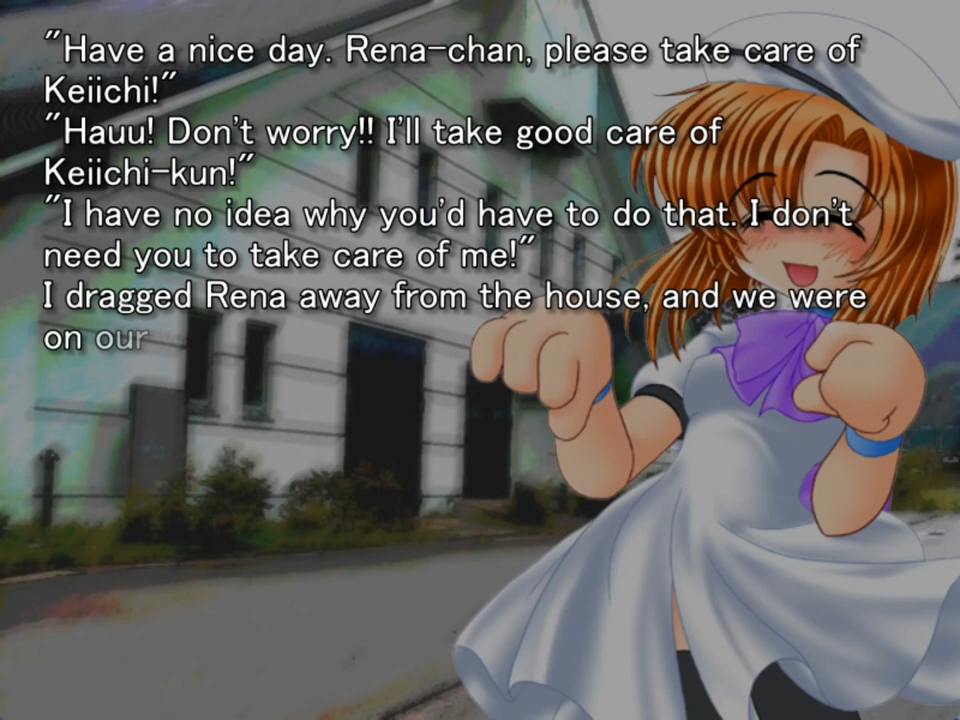 "Have a nice day. Rena-chan, please take care of
Keiichi!"
"Hauu! Don't worry!! I'll take good care of
Keiichi-kun!"
"I have no idea why you'd have to do that. I don't
need you to take care of me!"
I dragged Rena away from the house, and we were
on our